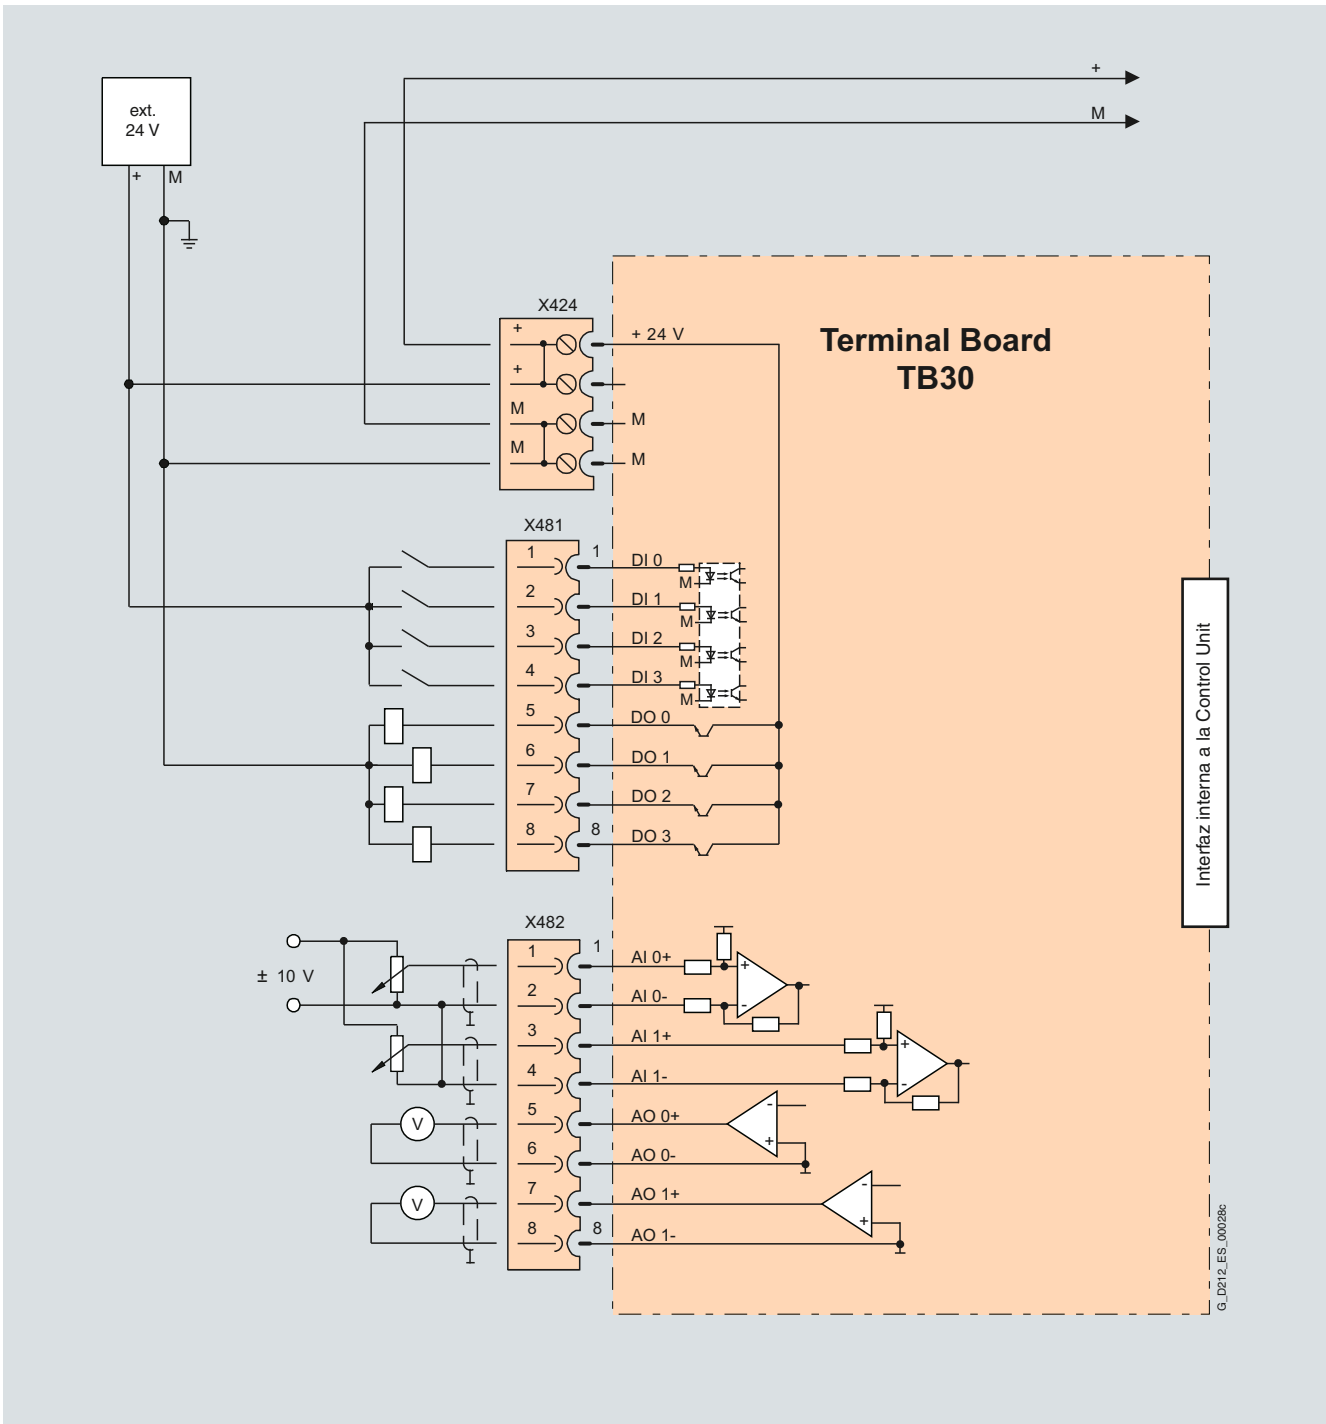 +
M
ext.
24 V
+ M
X424
+ + 24 V
+
M M
M M
Terminal Board
TB30
X481
1 1 DI 0
M
2 DI 1
M
3 DI 2
M
4 DI 3
M
5 DO 0
6 DO 1
7 DO 2
8 8 DO 3
Interfaz interna a la Control Unit
X482
± 10 V
1 1 AI 0+ +
2 AI 0- -
3 AI 1+ +
4 AI 1- -
V 5 AO 0+ -
6 AO 0- +
V 7 AO 1+ -
8 8 AO 1- +
G_D212_ES_00028c